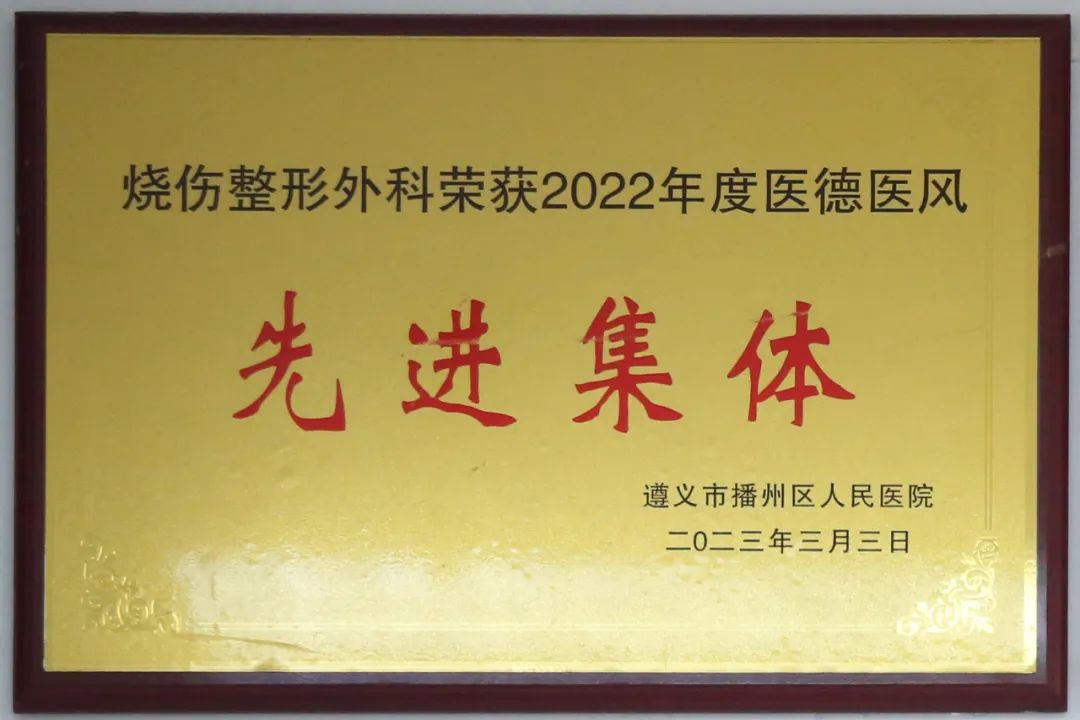 烧伤整形外科荣获2022年度医德医风
先进集体
遵义市播州区人民医院
二0二三年三月三日